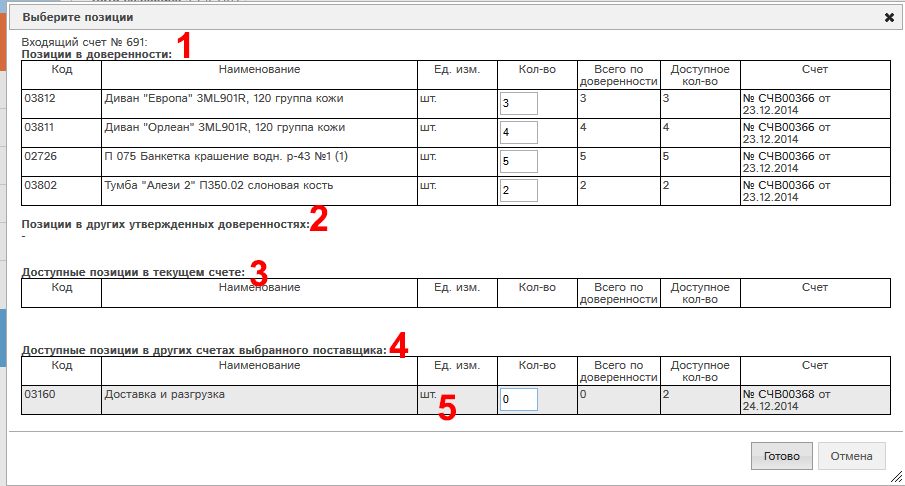 Выберите позиции
Входящий счет № 691:
1
Позиции в доверенности:
Код Наименование Ед. изм. Кол-во Всего по доверенности Доступное кол-во Счет
03812 Диван "Европа" 3ML901R, 120 группа кожи шт. 3 3 3 № СЧВ00366 от 23.12.2014
03811 Диван "Орлеан" 3ML901R, 120 группа кожи шт. 4 4 4 № СЧВ00366 от 23.12.2014
02726 П 075 Банкетка крашение водн. р-43 №1 (1) шт. 5 5 5 № СЧВ00366 от 23.12.2014
03802 Тумба "Алези 2" П350.02 слоновая кость шт. 2 2 2 № СЧВ00366 от 23.12.2014
Позиции в других утвержденных доверенностях: 2
-
Доступные позиции в текущем счете: 3
Код Наименование Ед. изм. Кол-во Всего по доверенности Доступное кол-во Счет
Доступные позиции в других счетах выбранного поставщика: 4
Код Наименование Ед. изм. Кол-во Всего по доверенности Доступное кол-во Счет
03160 Доставка и разгрузка шт. 5 0 0 2 № СЧВ00368 от 24.12.2014
Готово Отмена